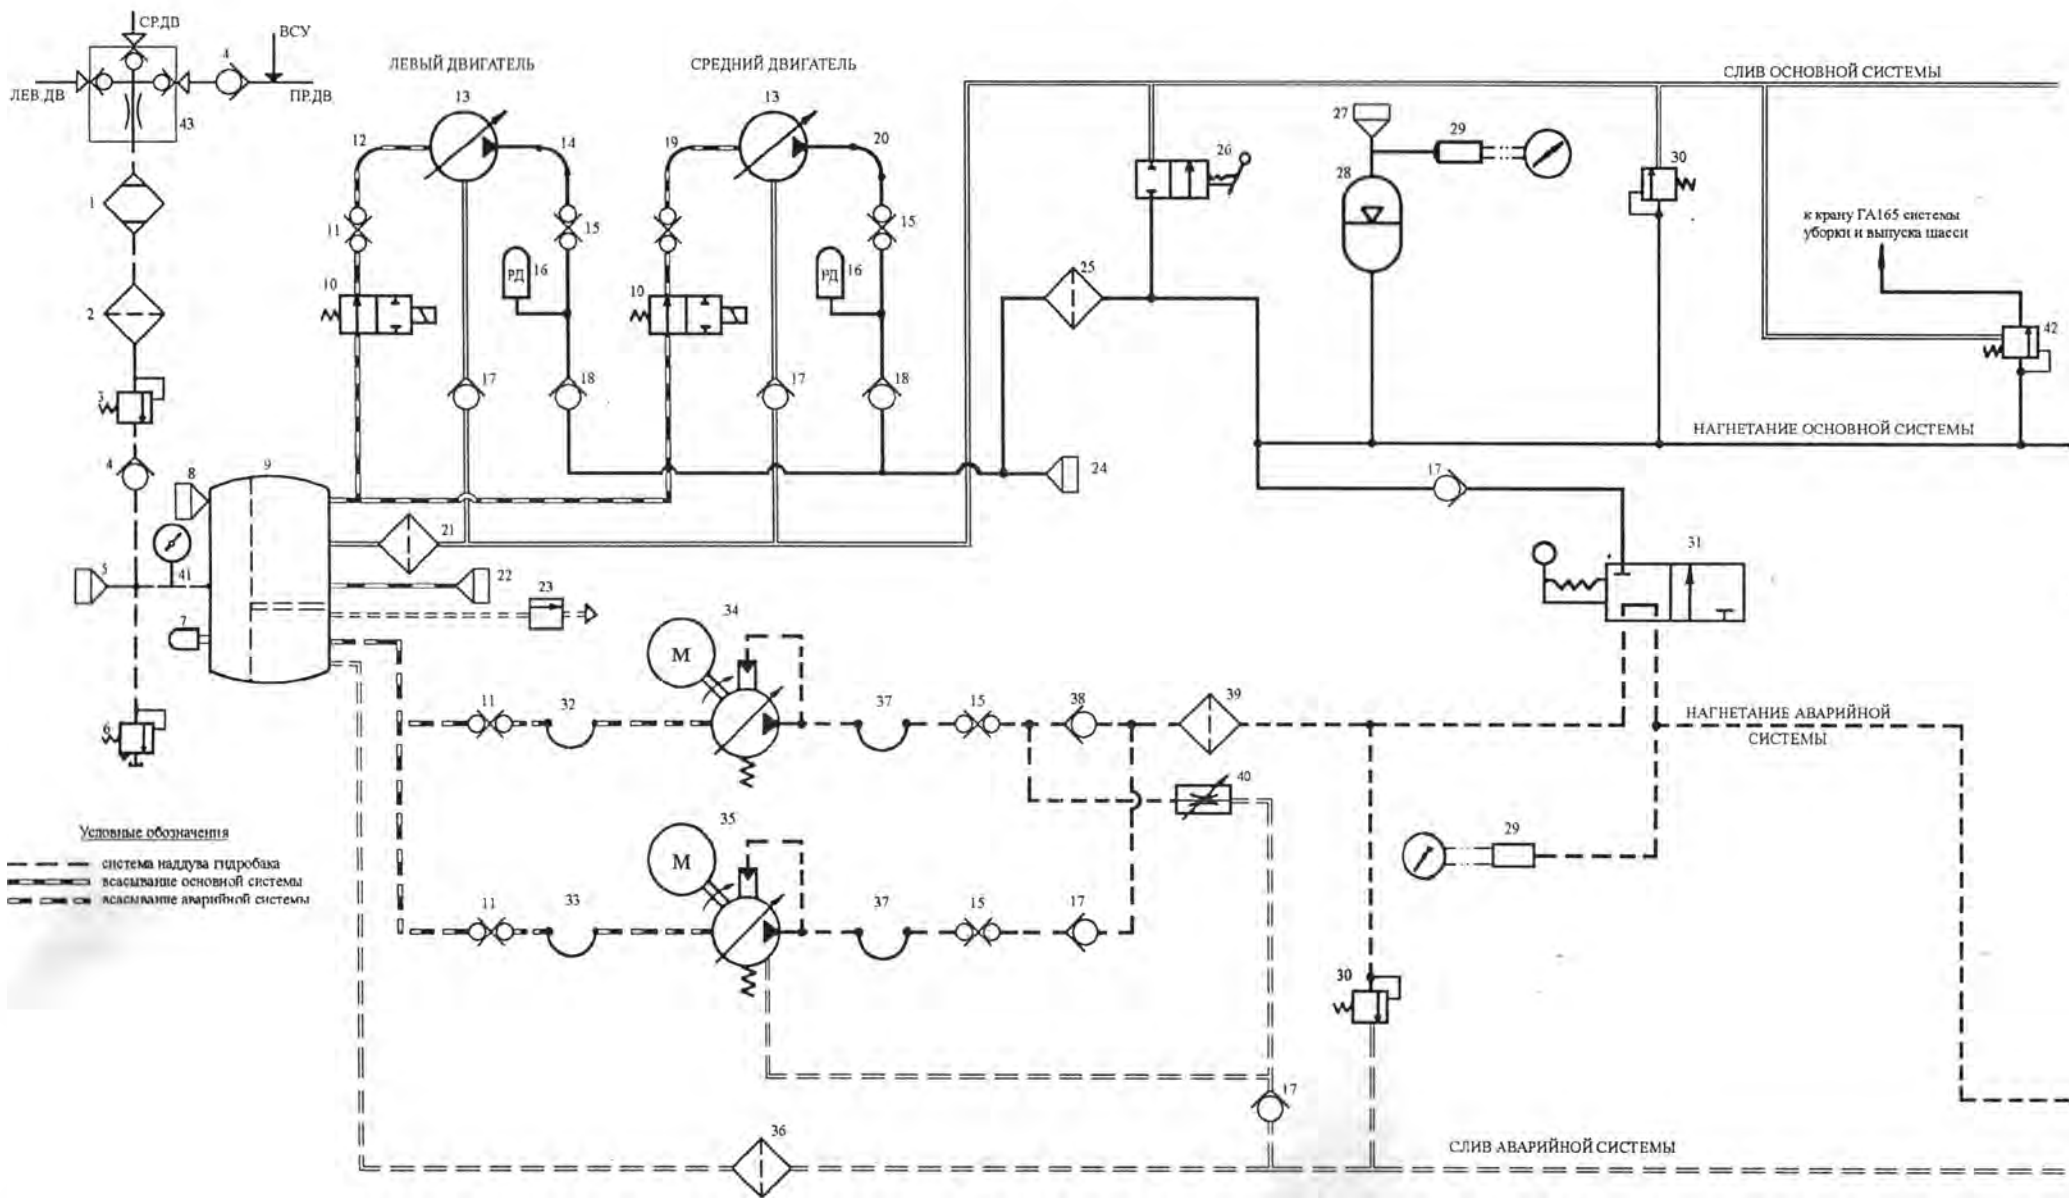 СР.ДВ
ВСУ
4
ЛЕВ.ДВ
ПР.ДВ
43
ЛЕВЫЙ ДВИГАТЕЛЬ
СРЕДНИЙ ДВИГАТЕЛЬ
СЛИВ ОСНОВНОЙ СИСТЕМЫ
13
13
12
14
19
20
27
29
26
30
28
1
11
15
15
к крану ГА165 системы
уборки и выпуска шасси
10
РД
16
10
РД
16
25
2
42
3
17
18
17
18
НАГНЕТАНИЕ ОСНОВНОЙ СИСТЕМЫ
4
8
9
24
17
21
31
5
41
22
23
7
34
М
11
32
37
15
38
39
НАГНЕТАНИЕ АВАРИЙНОЙ
СИСТЕМЫ
6
40
Условные обозначения
35
29
система наддува гидробака
всасывание основной системы
всасывание аварийной системы
М
11
33
37
15
17
30
17
36
СЛИВ АВАРИЙНОЙ СИСТЕМЫ